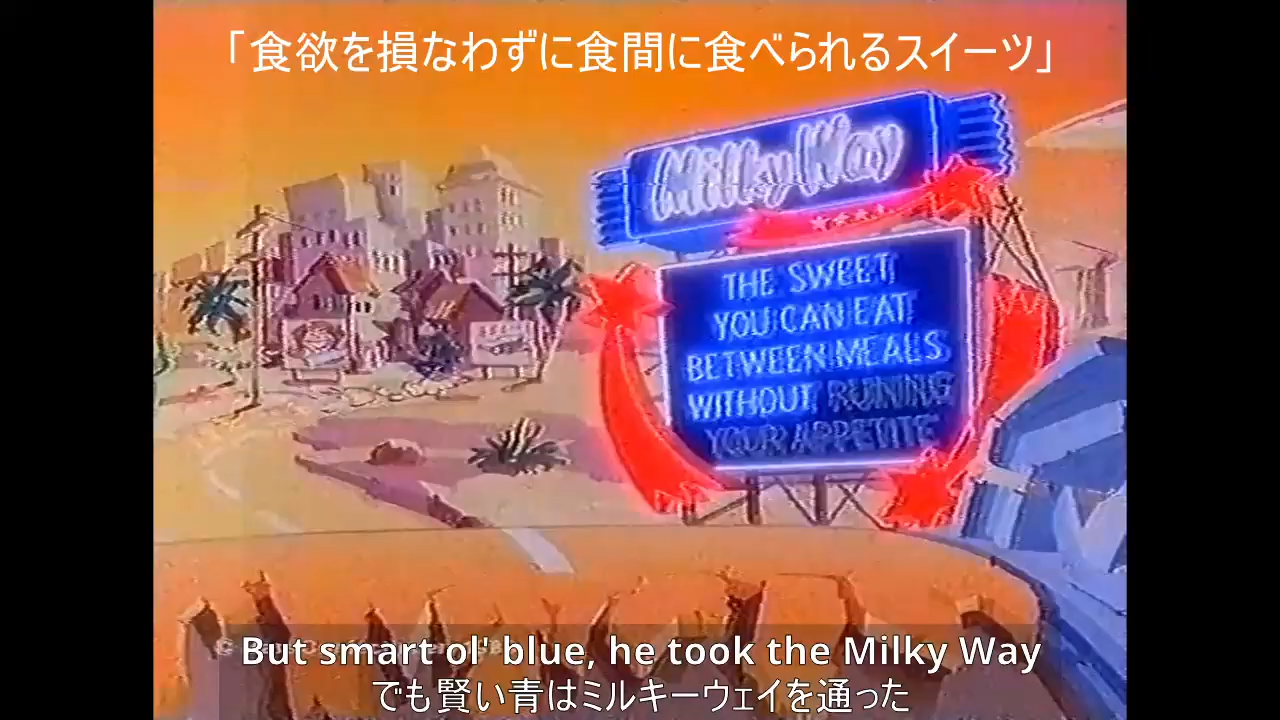 「食欲を損なわずに食間に食べられるスイーツ」
Milky Way
THE SWEET
YOU CAN EAT
BETWEEN MEALS
WITHOUT RUINING
YOUR APPETITE
But smart ol' blue, he took the Milky Way
でも賢い青はミルキーウェイを通った